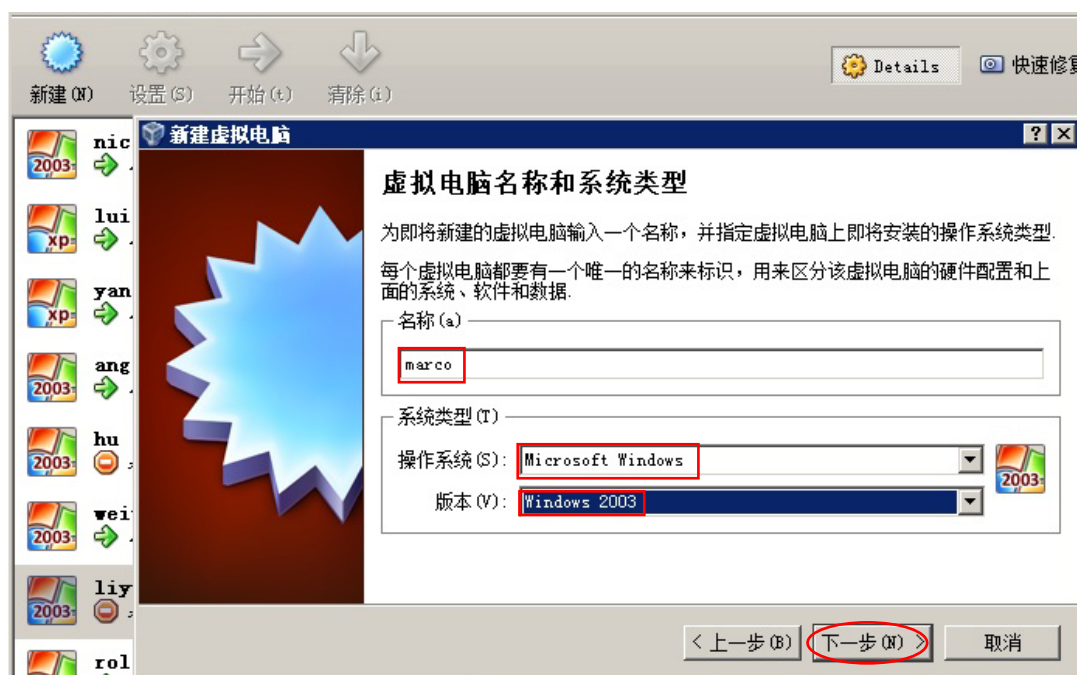 新建(N)
设置(S)
开始(t)
清除(i)
Details
快速修复
nic
2003
新建虚拟电脑
虚拟电脑名称和系统类型
为即将新建的虚拟电脑输入一个名称，并指定虚拟电脑上即将安装的操作系统类型.
每个虚拟电脑都要有一个唯一的名称来标识，用来区分该虚拟电脑的硬件配置和上
面的系统、软件和数据.
名称(a)
marco
系统类型(T)
操作系统(S): Microsoft Windows
版本(V): Windows 2003
2003
lui
xp
yan
xp
ang
2003
hu
2003
wei
2003
liy
2003
rol
< 上一步(B)
下一步(N) >
取消